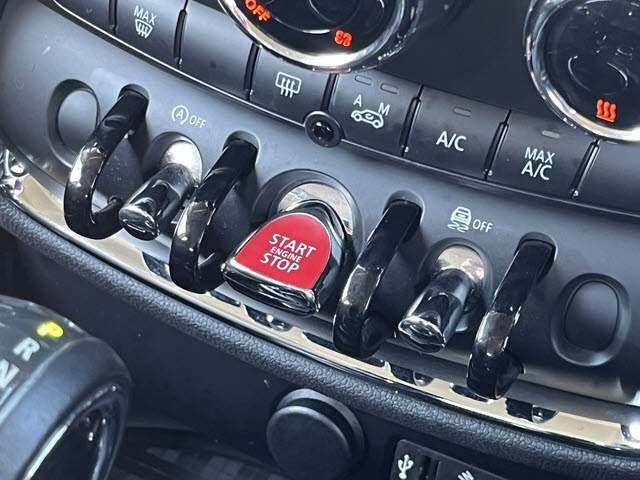 OFF
MAX
A M
A/C
MAX
A/C
A OFF
OFF
START
ENGINE
STOP
P
R
N